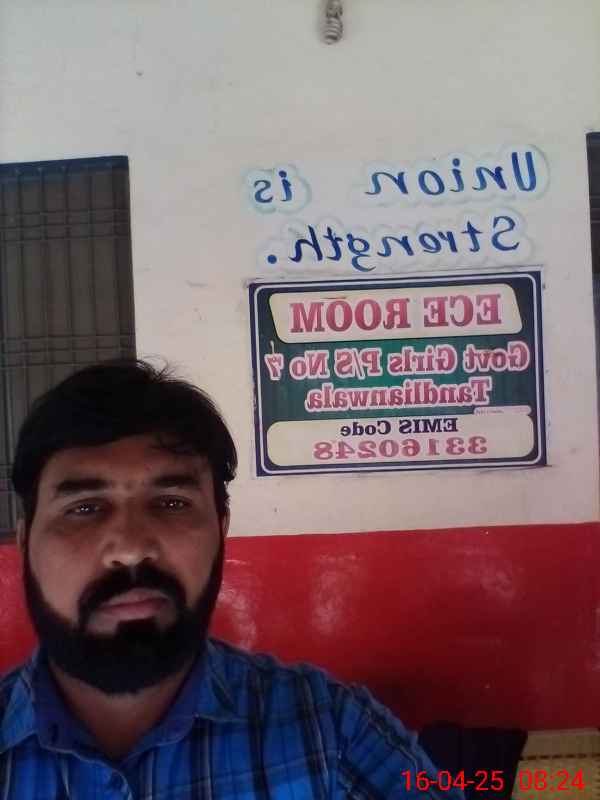 Union is
Strength.
ECE ROOM
Govt Girls P/S No 7
Tandlianwala
EMIS Code
33160248
16-04-25 08:24